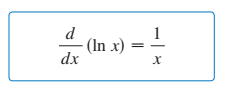 d/dx (ln x) = 1/x